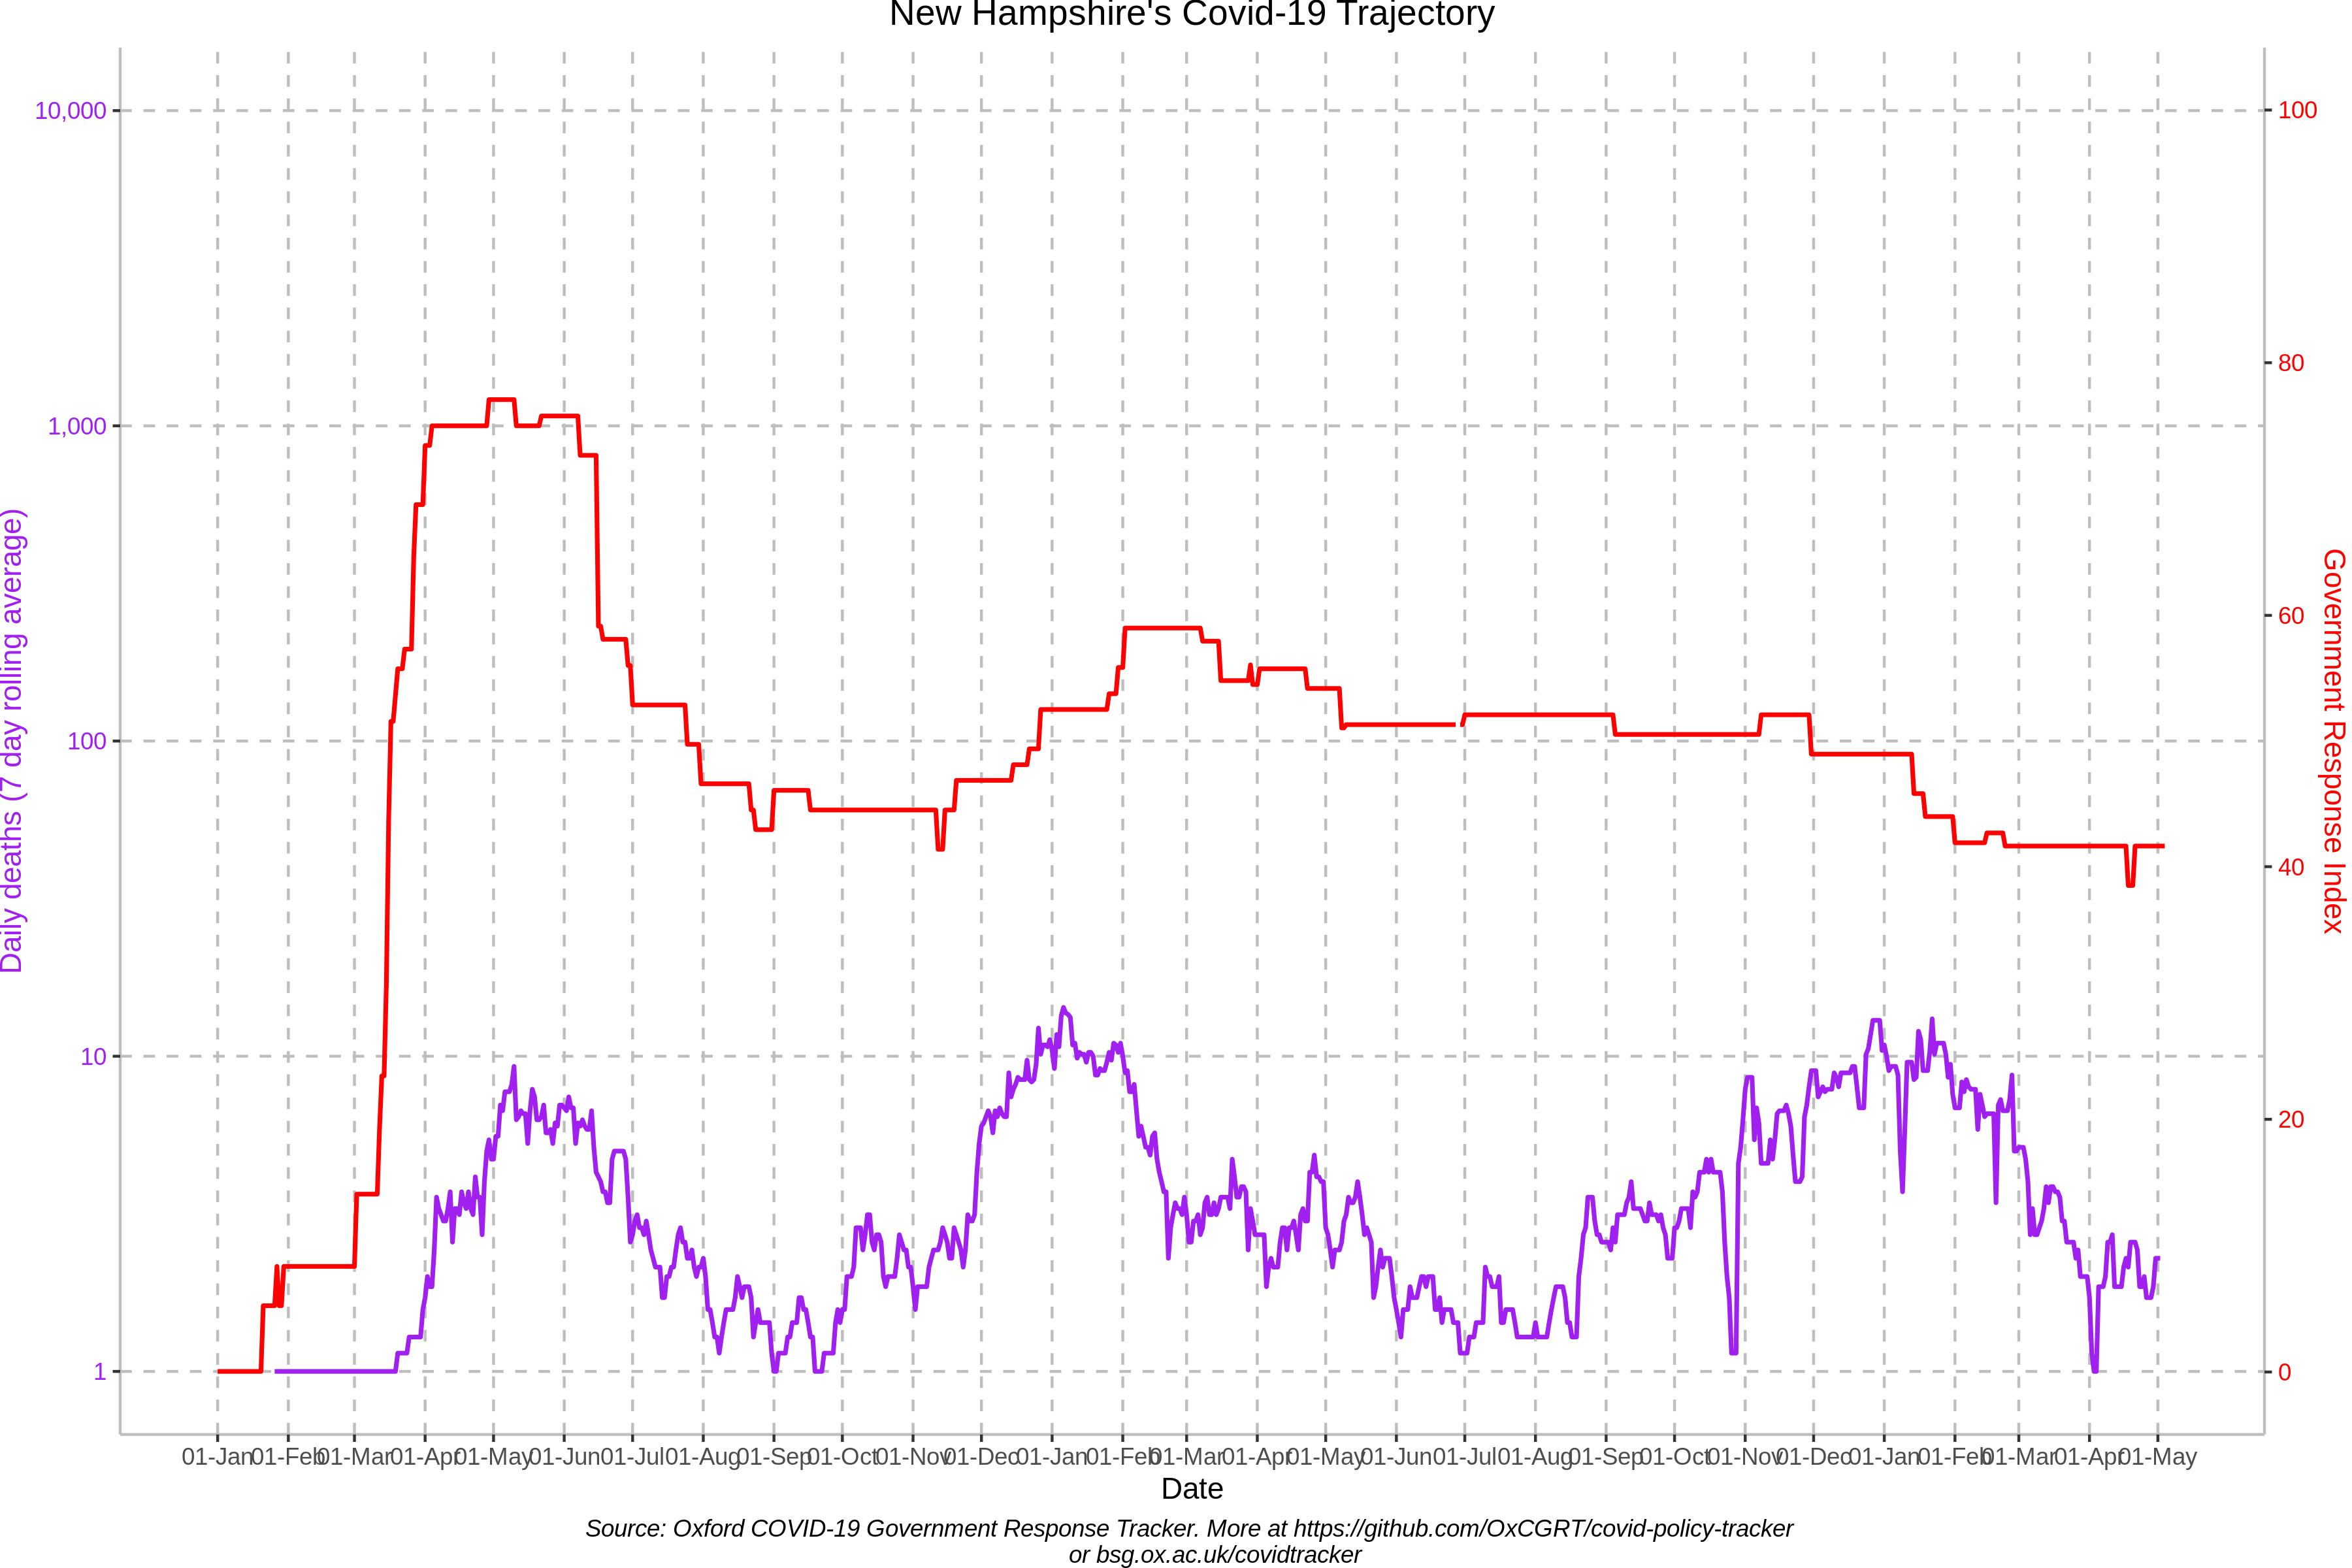 New Hampshire's Covid-19 Trajectory
10,000
1,000
100
10
1
Daily deaths (7 day rolling average)
100
80
60
40
20
0
Government Response Index
01-Jan 01-Feb 01-Mar 01-Apr 01-May 01-Jun 01-Jul 01-Aug 01-Sep 01-Oct 01-Nov 01-Dec 01-Jan 01-Feb 01-Mar 01-Apr 01-May 01-Jun 01-Jul 01-Aug 01-Sep 01-Oct 01-Nov 01-Dec 01-Jan 01-Feb 01-Mar 01-Apr 01-May
Date
Source: Oxford COVID-19 Government Response Tracker. More at https://github.com/OxCGRT/covid-policy-tracker
or bsg.ox.ac.uk/covidtracker